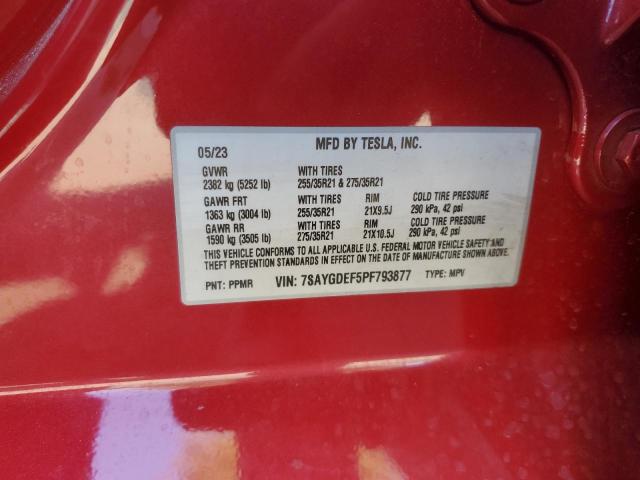 05/23 MFD BY TESLA, INC.
GVWR WITH TIRES
2382 kg (5252 lb) 255/35R21 & 275/35R21
GAWR FRT WITH TIRES RIM COLD TIRE PRESSURE
1363 kg (3004 lb) 255/35R21 21X9.5J 290 kPa, 42 psi
GAWR RR WITH TIRES RIM COLD TIRE PRESSURE
1590 kg (3505 lb) 275/35R21 21X10.5J 290 kPa, 42 psi
THIS VEHICLE CONFORMS TO ALL APPLICABLE U.S. FEDERAL MOTOR VEHICLE SAFETY AND
THEFT PREVENTION STANDARDS IN EFFECT ON THE DATE OF MANUFACTURE SHOWN ABOVE.
PNT: PPMR VIN: 7SAYGDEF5PF793877 TYPE: MPV